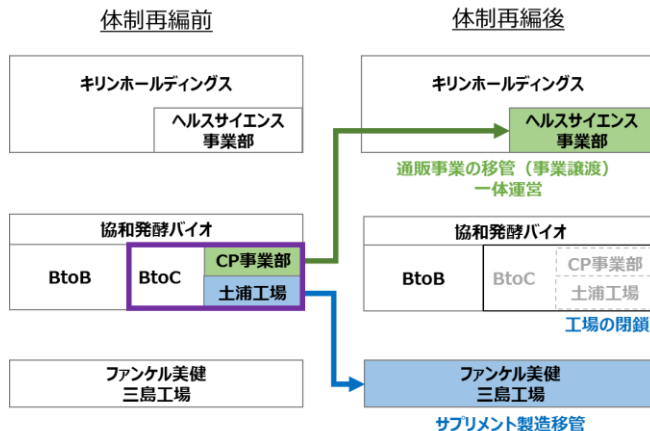 体制再編前
体制再編後
キリンホールディングス
ヘルスサイエンス
事業部
キリンホールディングス
ヘルスサイエンス
事業部
通販事業の移管（事業譲渡）
一体運営
協和発酵バイオ
BtoB
BtoC
CP事業部
土浦工場
協和発酵バイオ
BtoB
BtoC
CP事業部
土浦工場
工場の閉鎖
ファンケル美健
三島工場
ファンケル美健
三島工場
サプリメント製造移管